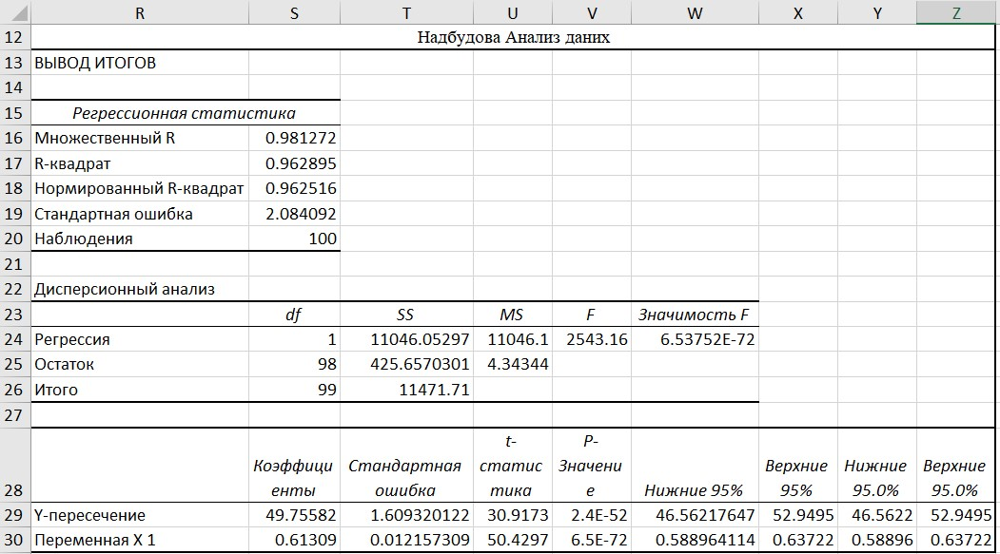 R S T U V W X Y Z
12 Надбудова Анализ даних
13 ВЫВОД ИТОГОВ
14
15 Регрессионная статистика
16 Множественный R 0.981272
17 R-квадрат 0.962895
18 Нормированный R-квадрат 0.962516
19 Стандартная ошибка 2.084092
20 Наблюдения 100
21
22 Дисперсионный анализ
23 df SS MS F Значимость F
24 Регрессия 1 11046.05297 11046.1 2543.16 6.53752E-72
25 Остаток 98 425.6570301 4.34344
26 Итого 99 11471.71
27
t- P-
Коэффици Стандартная статис Значени Верхние Нижние Верхние
28 енты ошибка тика е Нижние 95% 95% 95.0% 95.0%
29 Y-пересечение 49.75582 1.609320122 30.9173 2.4E-52 46.56217647 52.9495 46.5622 52.9495
30 Переменная X 1 0.61309 0.012157309 50.4297 6.5E-72 0.588964114 0.63722 0.58896 0.63722